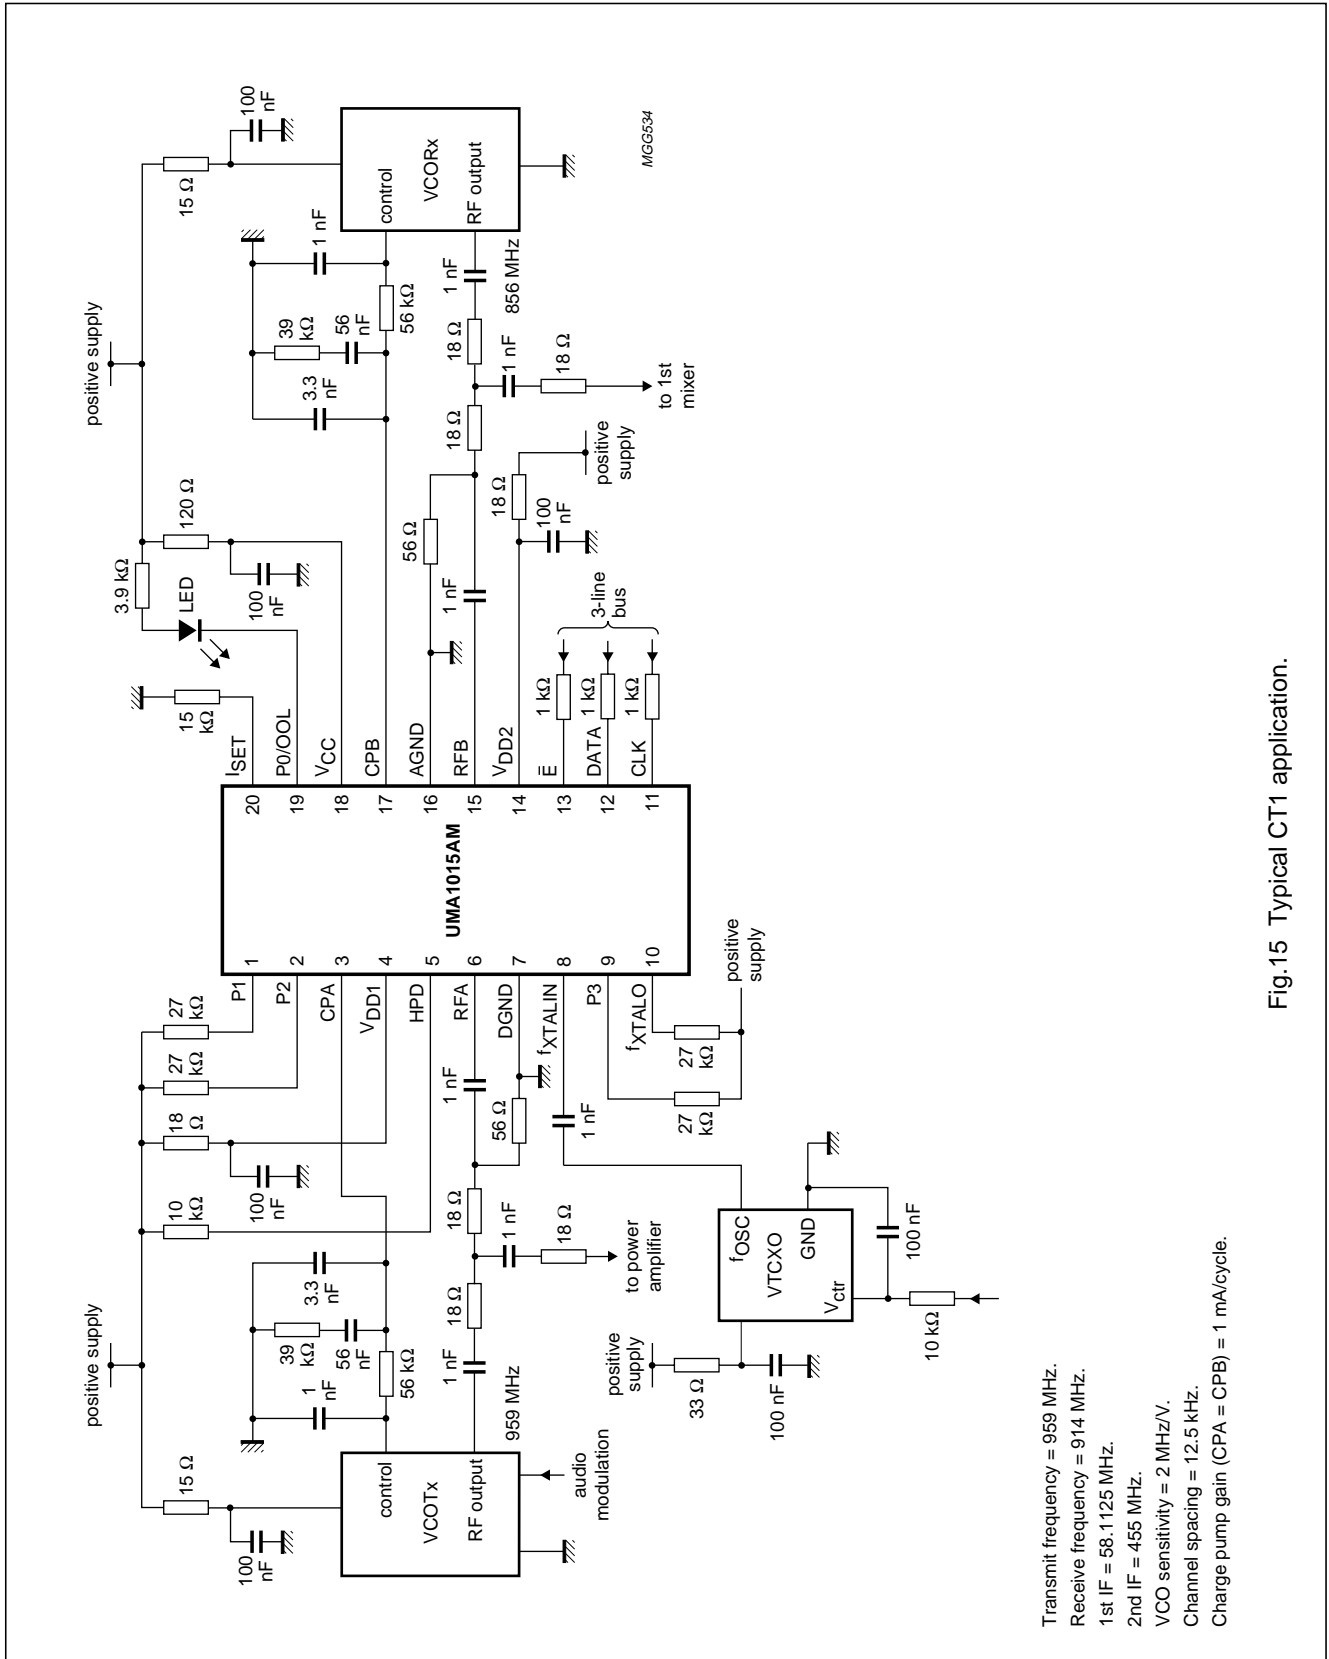 positive supply
positive supply
15 Ω
100
nF
VCOTx
control
RF output
audio
modulation
959 MHz
1
nF
39
kΩ
56
nF
56 kΩ
3.3
nF
1 nF
18 Ω
18 Ω
1 nF
18 Ω
to power
amplifier
56 Ω
1 nF
10
kΩ
18
Ω
100
nF
27
kΩ
27
kΩ
P1
P2
CPA
VDD1
HPD
RFA
DGND
fXTALIN
P3
fXTALO
1
2
3
4
5
6
7
8
9
10
UMA1015AM
20
19
18
17
16
15
14
13
12
11
ISET
P0/OOL
VCC
CPB
AGND
RFB
VDD2
E̅
DATA
CLK
15
kΩ
LED
3.9 kΩ
120 Ω
100
nF
3.3
nF
39
kΩ
56
nF
56 kΩ
1 nF
15 Ω
100
nF
control
VCORx
RF output
856 MHz
1 nF
18 Ω
18 Ω
1 nF
18 Ω
to 1st
mixer
56 Ω
1 nF
18 Ω
100
nF
positive
supply
1 kΩ
1 kΩ
1 kΩ
3-line
bus
1 nF
27
kΩ
27
kΩ
positive
supply
positive
supply
33 Ω
100 nF
fOSC
VTCXO
GND
Vctr
100 nF
10 kΩ
MGG534
Transmit frequency = 959 MHz.
Receive frequency = 914 MHz.
1st IF = 58.1125 MHz.
2nd IF = 455 MHz.
VCO sensitivity = 2 MHz/V.
Channel spacing = 12.5 kHz.
Charge pump gain (CPA = CPB) = 1 mA/cycle.
Fig.15 Typical CT1 application.